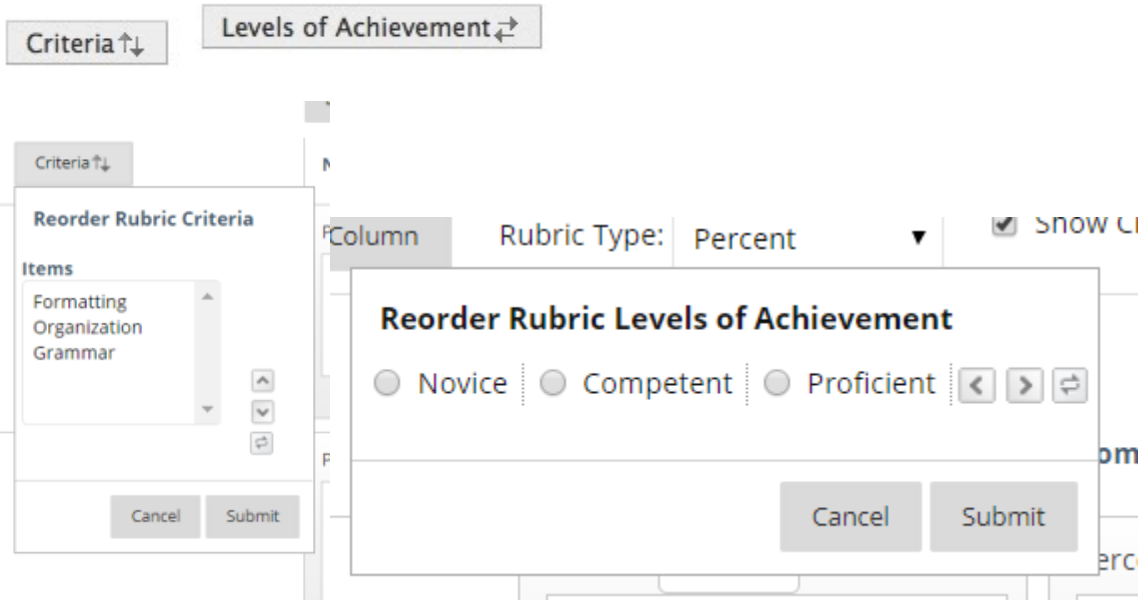 Criteria
Levels of Achievement
Criteria
Reorder Rubric Criteria
Items
Formatting
Organization
Grammar
Cancel Submit
Column Rubric Type: Percent Show
Reorder Rubric Levels of Achievement
Novice Competent Proficient
Cancel Submit